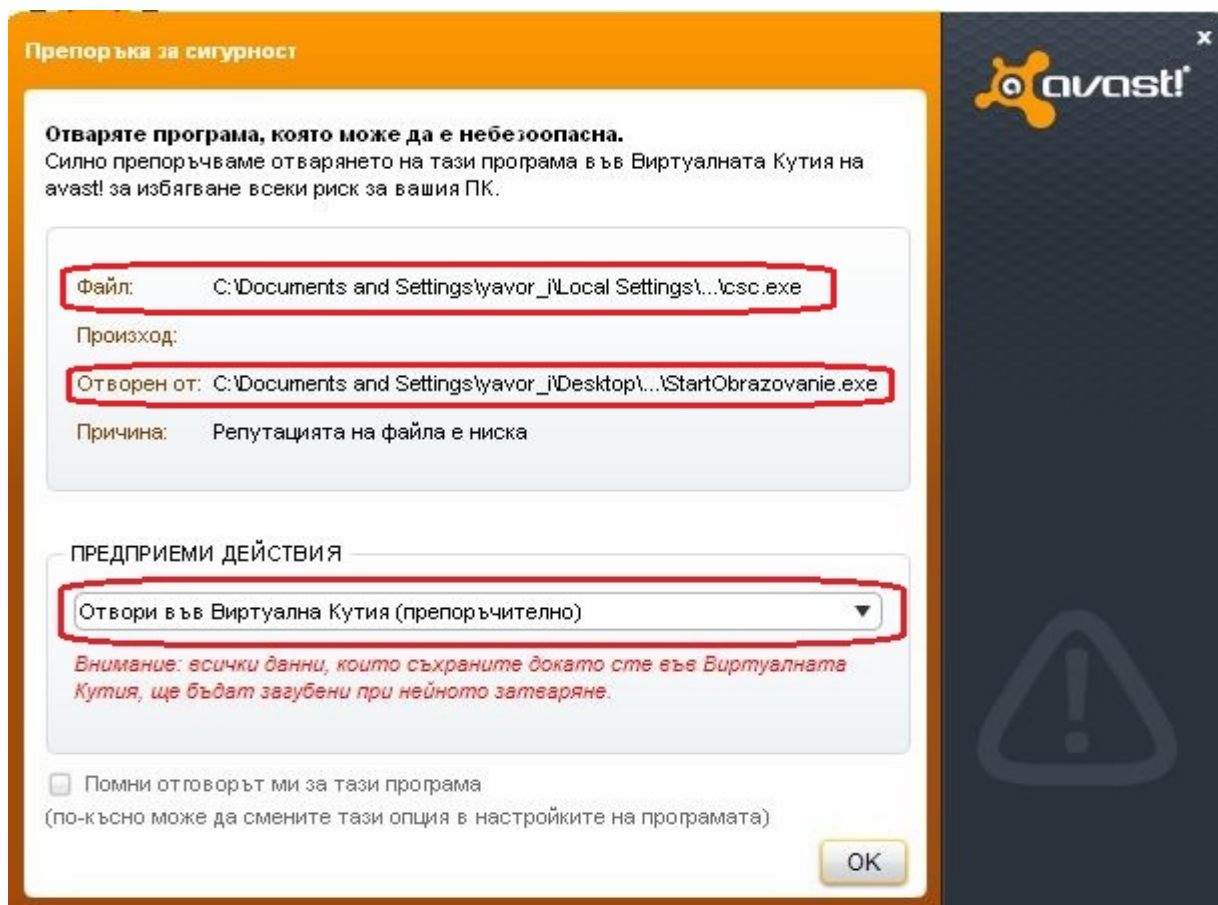 Препоръка за сигурност
x
avast!
Отваряте програма, която може да е небезоопасна.
Силно препоръчваме отварянето на тази програма във Виртуалната Кутия на
avast! за избягване всеки риск за вашия ПК.
Файл: C:\Documents and Settings\yavor_i\Local Settings\...\csc.exe
Произход:
Отворен от: C:\Documents and Settings\yavor_i\Desktop\...\StartObrazovanie.exe
Причина: Репутацията на файла е ниска
ПРЕДПРИЕМИ ДЕЙСТВИЯ
Отвори във Виртуална Кутия (препоръчително)
Внимание: всички данни, които съхраните докато сте във Виртуалната
Кутия, ще бъдат загубени при нейното затваряне.
Помни отговорът ми за тази програма
(по-късно може да смените тази опция в настройките на програмата)
OK